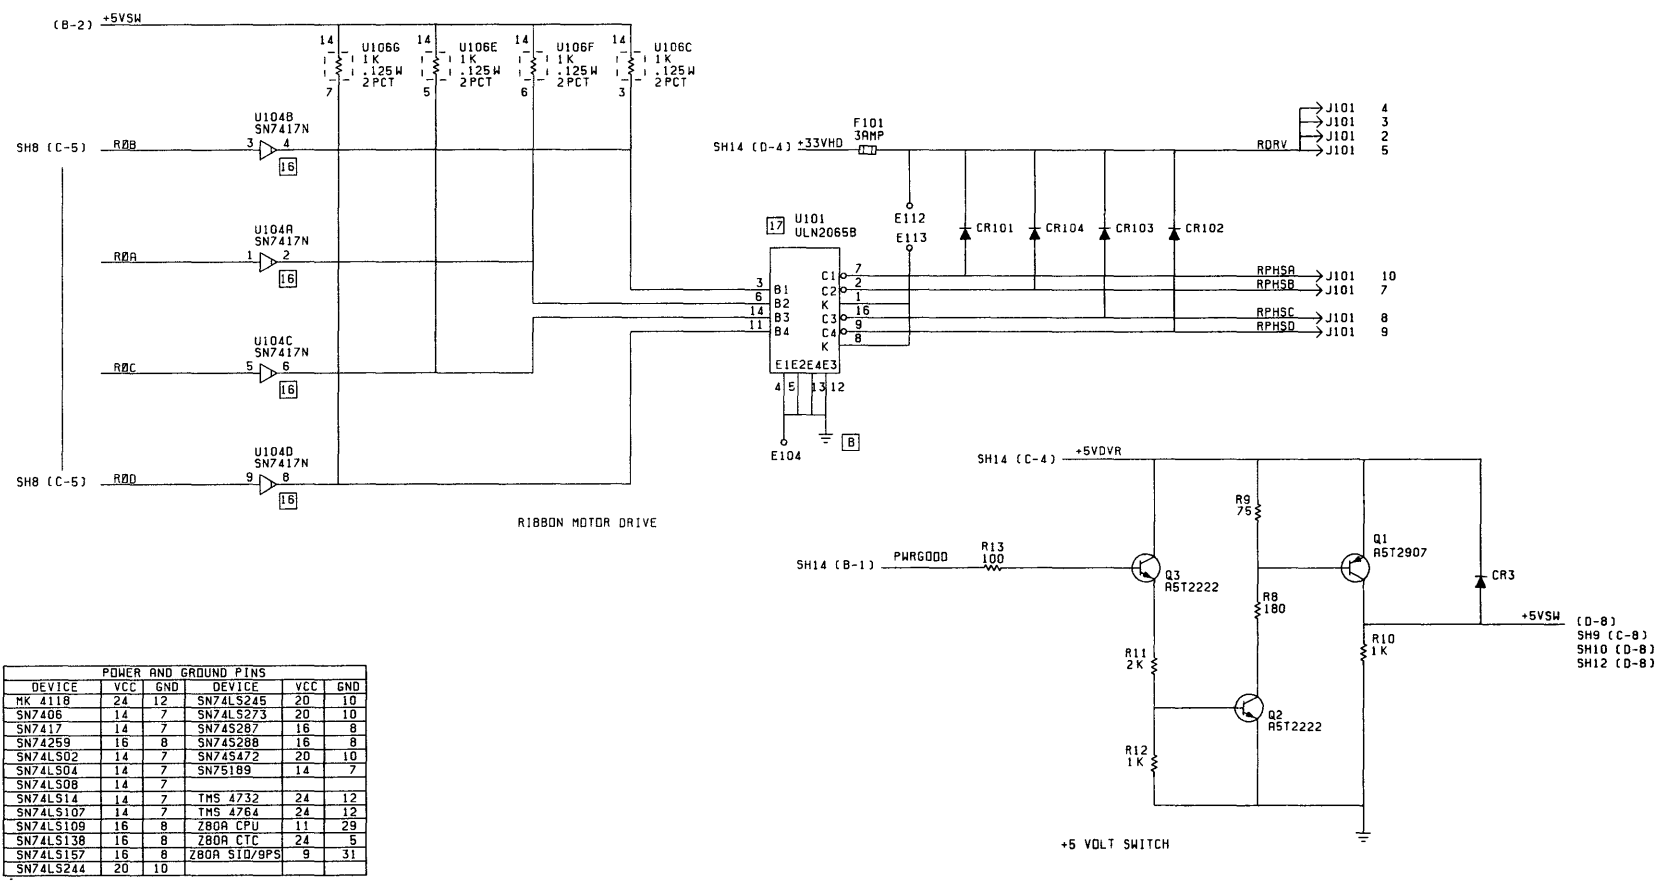 (B-2) +5VSW
14 U106G 1K .125W 2PCT 7
14 U106E 1K .125W 2PCT 5
14 U106F 1K .125W 2PCT 6
14 U106C 1K .125W 2PCT 3
SH8 (C-5) RØB
U104B
SN7417N
3 4
16
RØA
U104A
SN7417N
1 2
16
RØC
U104C
SN7417N
5 6
16
SH8 (C-5) RØD
U104D
SN7417N
9 8
16
RIBBON MOTOR DRIVE
SH14 (D-4) +33VHD
F101
3AMP
RDRV
J101 4
J101 3
J101 2
J101 5
E112
E113
CR101 CR104 CR103 CR102
17
U101
ULN2065B
3 B1
6 B2
14 B3
11 B4
C1 7
C2 2
K 1
C3 16
C4 9
K 8
E1E2E4E3
4 5 13 12
E104
B
RPHSA J101 10
RPHSB J101 7
RPHSC J101 8
RPHSD J101 9
SH14 (C-4) +5VDVR
R9
75
SH14 (B-1) PWRGOOD
R13
100
Q3
A5T2222
Q1
A5T2907
R8
180
CR3
+5VSW (D-8)
SH9 (C-8)
SH10 (D-8)
SH12 (D-8)
R10
1K
R11
2K
Q2
A5T2222
R12
1K
+5 VOLT SWITCH
POWER AND GROUND PINS
DEVICE VCC GND DEVICE VCC GND
MK 4118 24 12 SN74LS245 20 10
SN7406 14 7 SN74LS273 20 10
SN7417 14 7 SN74S287 16 8
SN74259 16 8 SN74S288 16 8
SN74LS02 14 7 SN74S472 20 10
SN74LS04 14 7 SN75189 14 7
SN74LS08 14 7
SN74LS14 14 7 TMS 4732 24 12
SN74LS107 14 7 TMS 4764 24 12
SN74LS109 16 8 Z80A CPU 11 29
SN74LS138 16 8 Z80A CTC 24 5
SN74LS157 16 8 Z80A SIO/9PS 9 31
SN74LS244 20 10